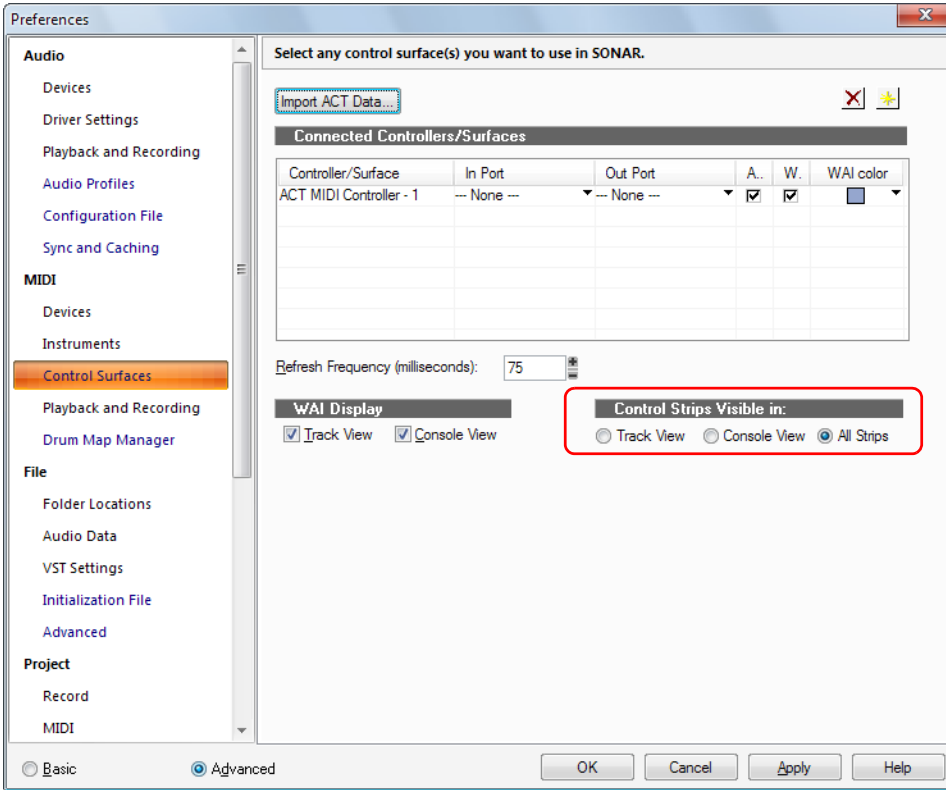 Preferences
Audio
Devices
Driver Settings
Playback and Recording
Audio Profiles
Configuration File
Sync and Caching
MIDI
Devices
Instruments
Control Surfaces
Playback and Recording
Drum Map Manager
File
Folder Locations
Audio Data
VST Settings
Initialization File
Advanced
Project
Record
MIDI
Select any control surface(s) you want to use in SONAR.
Import ACT Data...
Connected Controllers/Surfaces
Controller/Surface In Port Out Port A.. W. WAI color
ACT MIDI Controller - 1 --- None --- --- None ---
Refresh Frequency (milliseconds): 75
WAI Display
Track View Console View
Control Strips Visible in:
Track View Console View All Strips
Basic Advanced
OK Cancel Apply Help